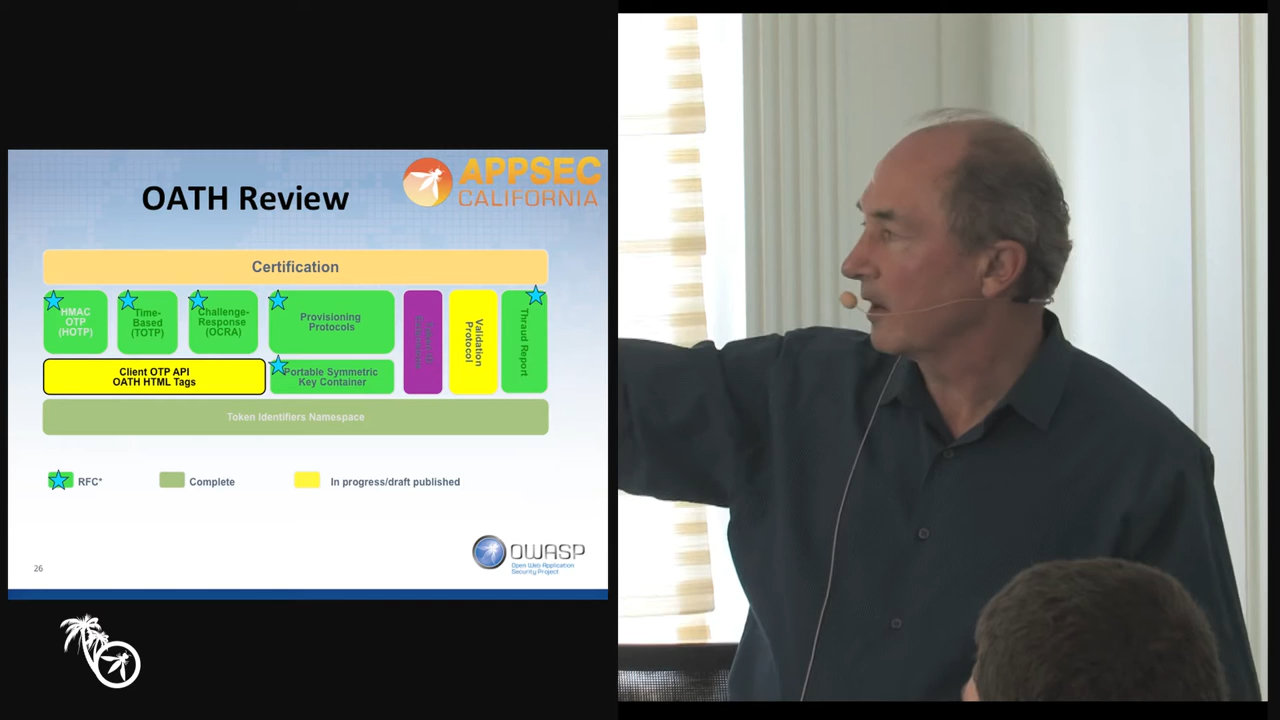 OATH Review
APPSEC
CALIFORNIA
Certification
HMAC
OTP
(HOTP)
Time-
Based
(TOTP)
Challenge-
Response
(OCRA)
Provisioning
Protocols
Validation
Protocol
Thraud Report
Client OTP API
OATH HTML Tags
Portable Symmetric
Key Container
Token Identifiers Namespace
RFC*
Complete
In progress/draft published
OWASP
Open Web Application
Security Project
26